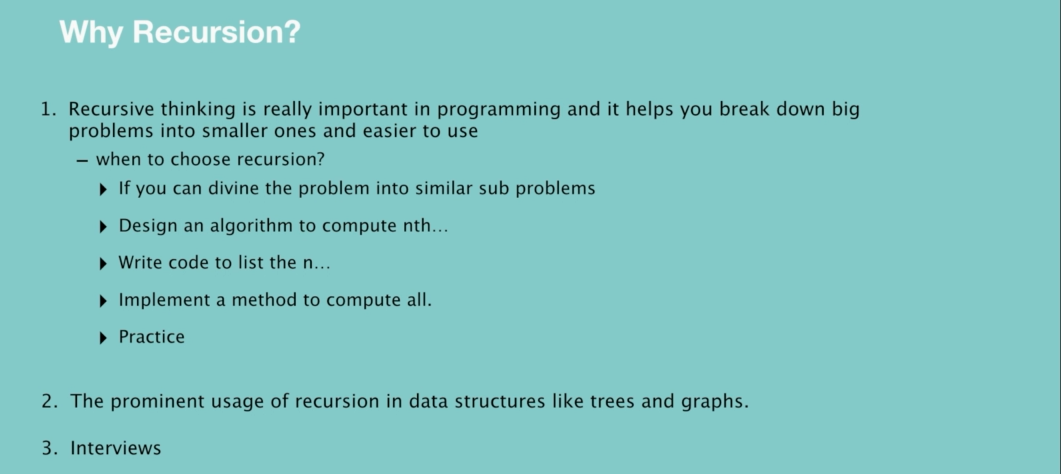 Why Recursion?
1. Recursive thinking is really important in programming and it helps you break down big
problems into smaller ones and easier to use
– when to choose recursion?
‣ If you can divine the problem into similar sub problems
‣ Design an algorithm to compute nth...
‣ Write code to list the n...
‣ Implement a method to compute all.
‣ Practice
2. The prominent usage of recursion in data structures like trees and graphs.
3. Interviews